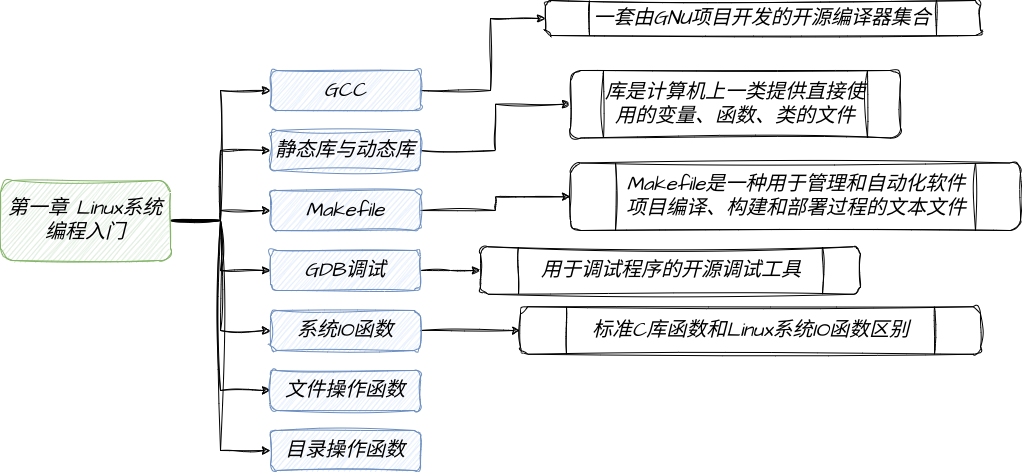 一套由GNU项目开发的开源编译器集合
GCC
库是计算机上一类提供直接使
用的变量、函数、类的文件
静态库与动态库
第一章 Linux系统
编程入门
Makefile
Makefile是一种用于管理和自动化软件
项目编译、构建和部署过程的文本文件
GDB调试
用于调试程序的开源调试工具
系统IO函数
标准C库函数和Linux系统IO函数区别
文件操作函数
目录操作函数